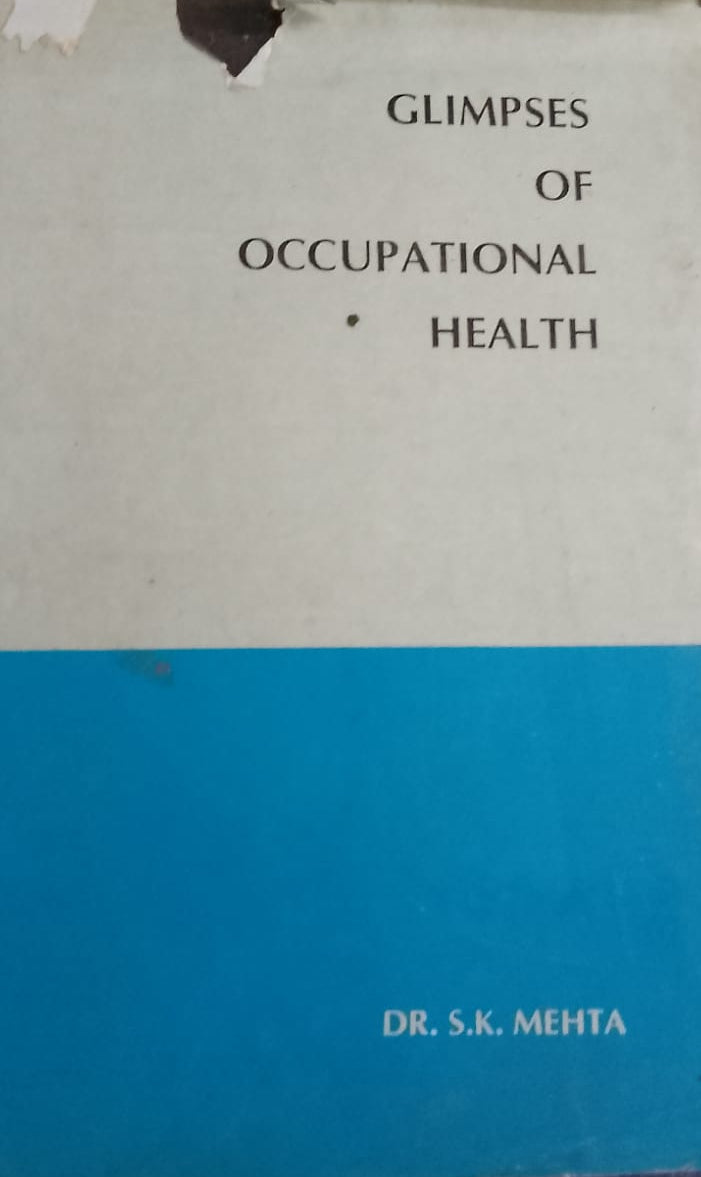 GLIMPSES
OF
OCCUPATIONAL
HEALTH
DR. S.K. MEHTA